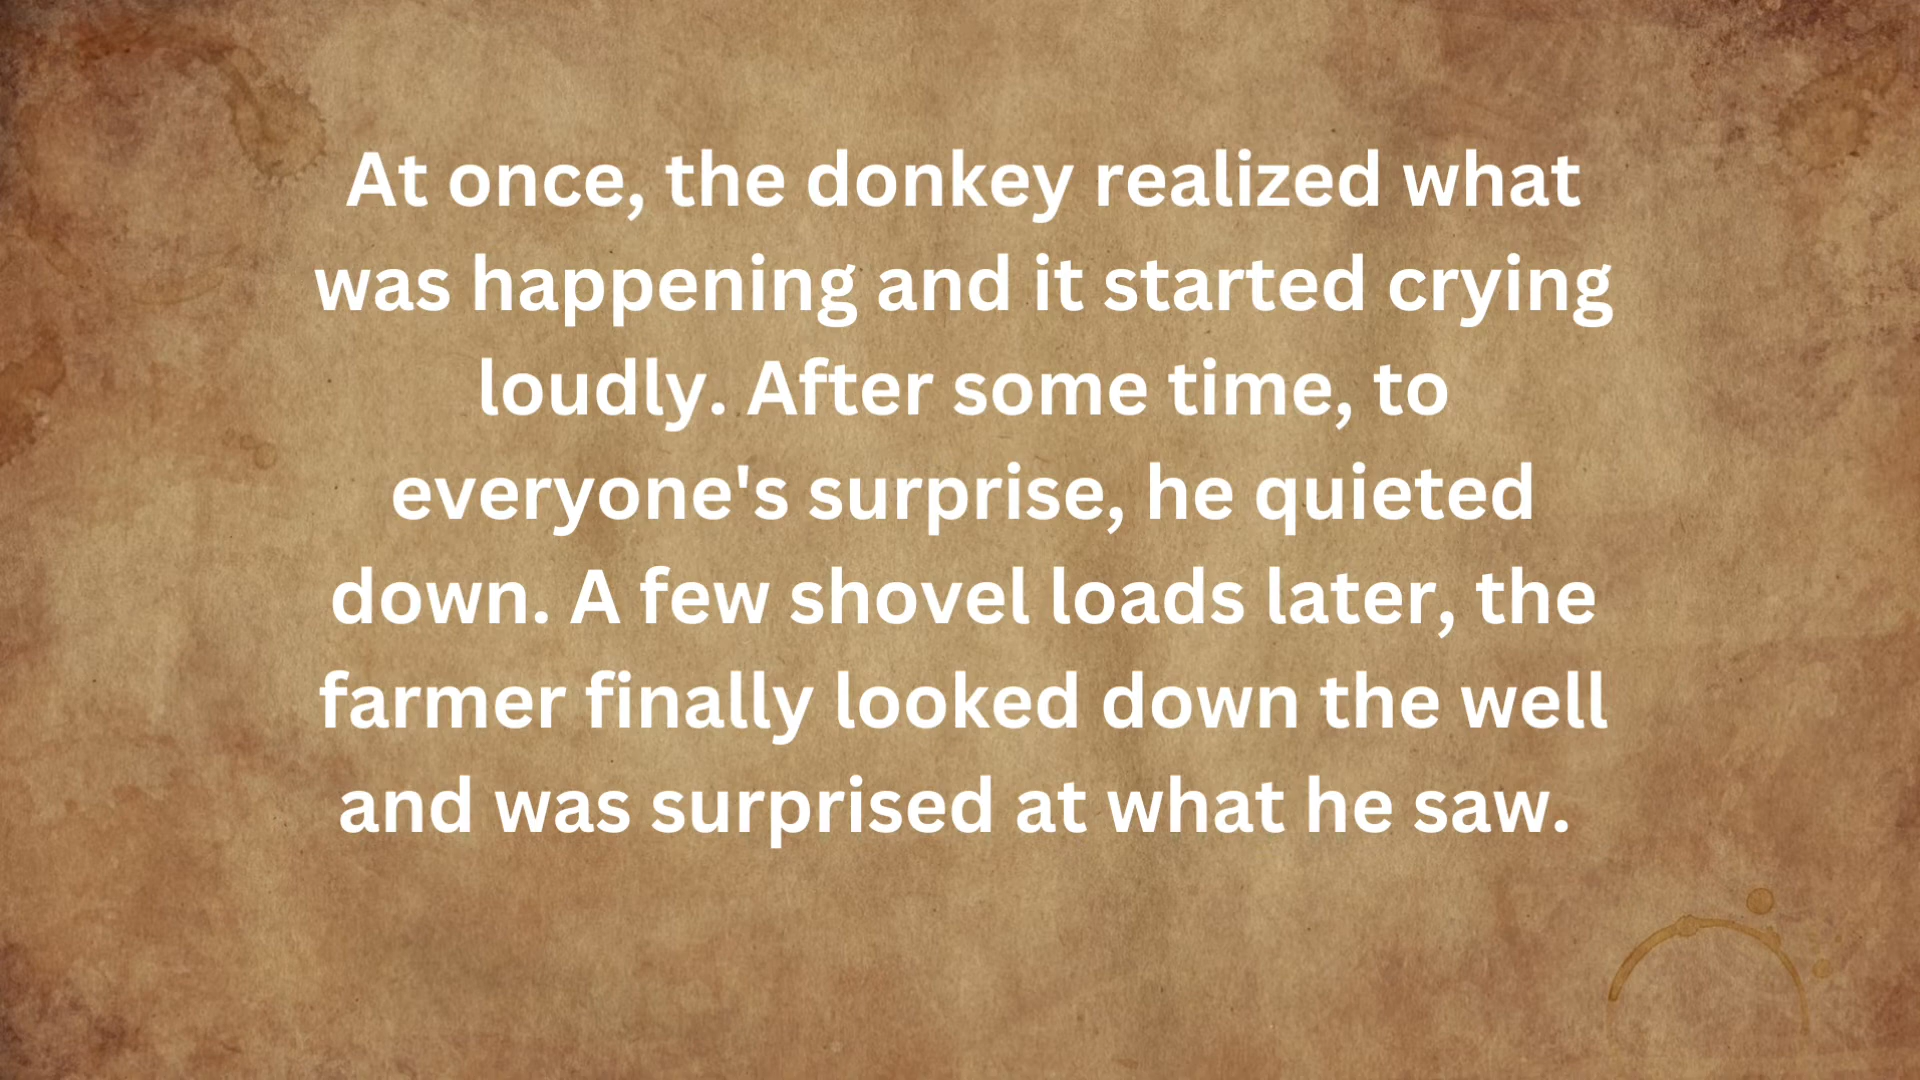 At once, the donkey realized what
was happening and it started crying
loudly. After some time, to
everyone's surprise, he quieted
down. A few shovel loads later, the
farmer finally looked down the well
and was surprised at what he saw.